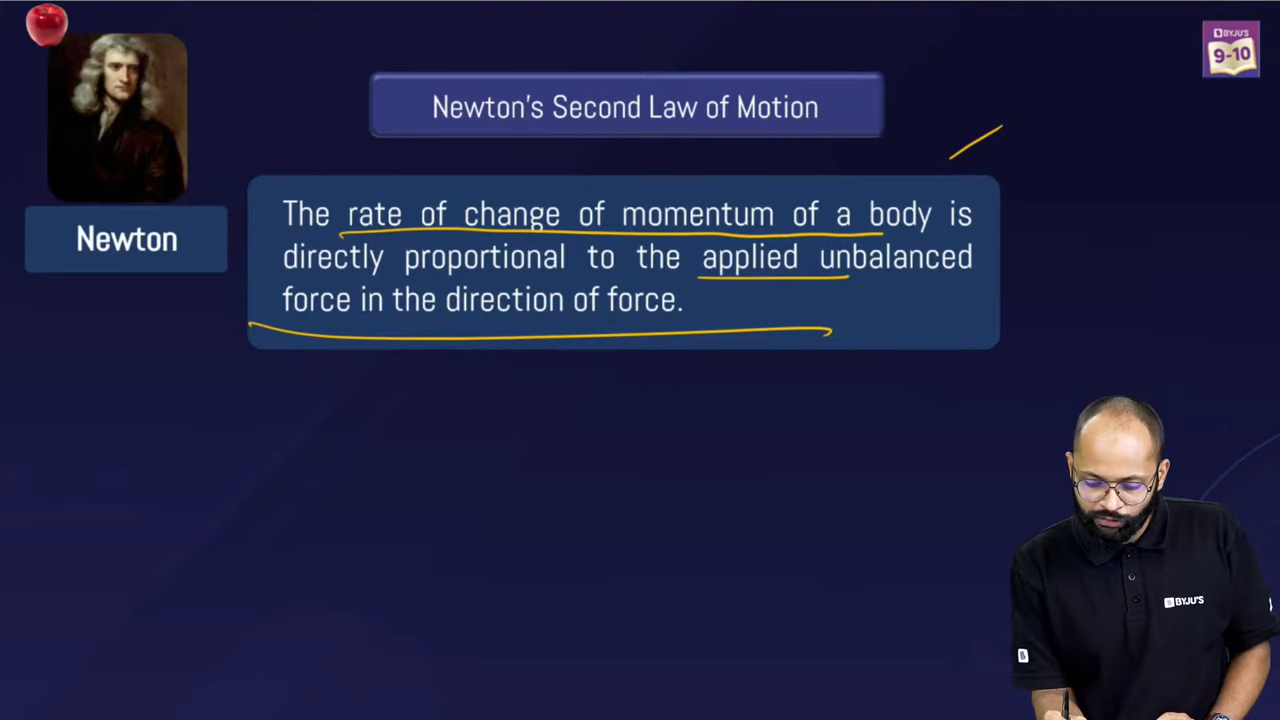 BYJU'S
9-10
Newton's Second Law of Motion
The rate of change of momentum of a body is
directly proportional to the applied unbalanced
force in the direction of force.
Newton
BYJU'S